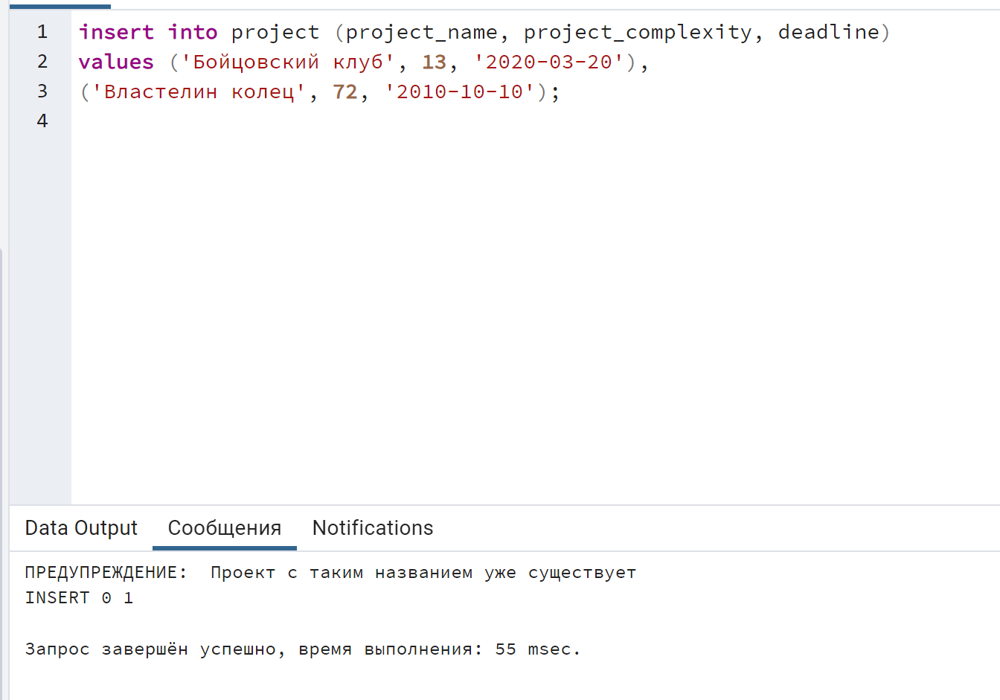 1 insert into project (project_name, project_complexity, deadline)
2 values ('Бойцовский клуб', 13, '2020-03-20'),
3 ('Властелин колец', 72, '2010-10-10');
4
Data Output Сообщения Notifications
ПРЕДУПРЕЖДЕНИЕ: Проект с таким названием уже существует
INSERT 0 1
Запрос завершён успешно, время выполнения: 55 msec.